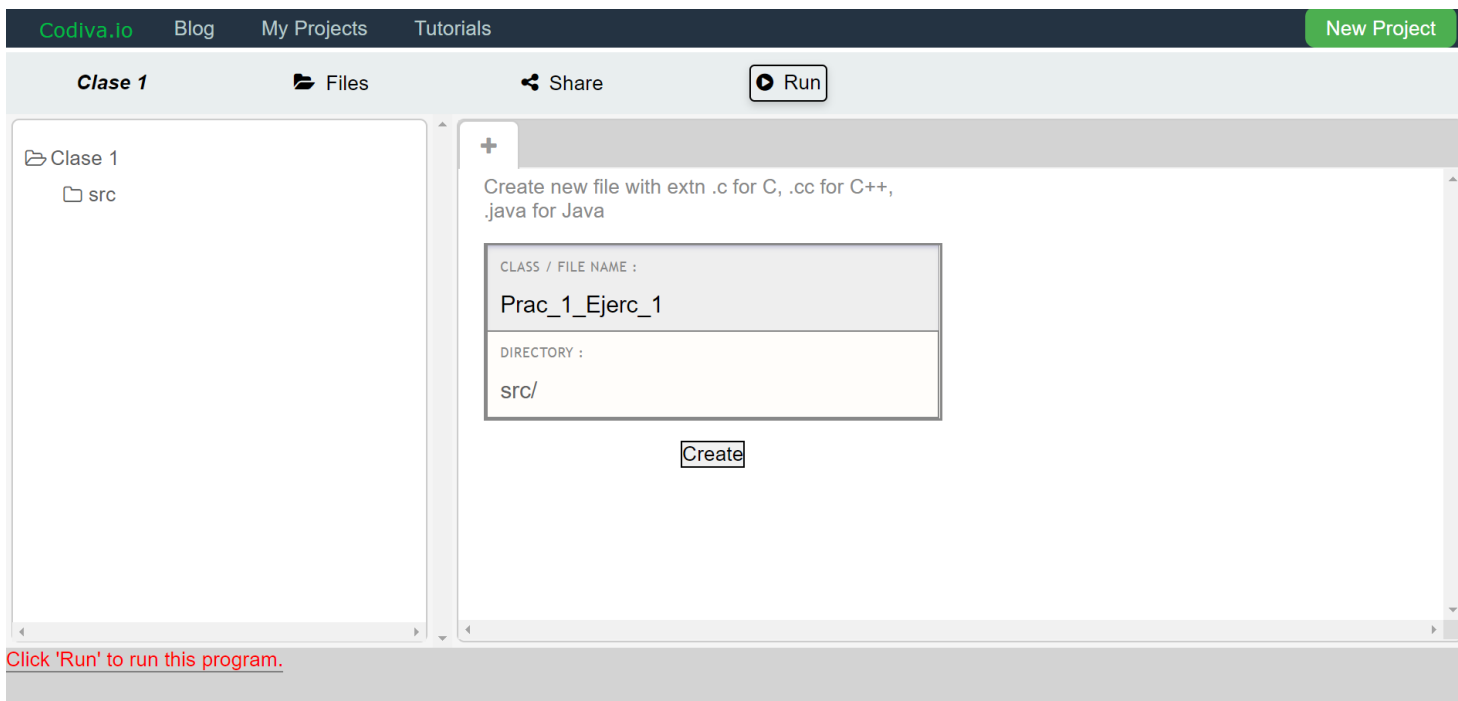 Codiva.io Blog My Projects Tutorials New Project
Clase 1 Files Share Run
Clase 1
src
Create new file with extn .c for C, .cc for C++,
.java for Java
CLASS / FILE NAME :
Prac_1_Ejerc_1
DIRECTORY :
src/
Create
Click 'Run' to run this program.